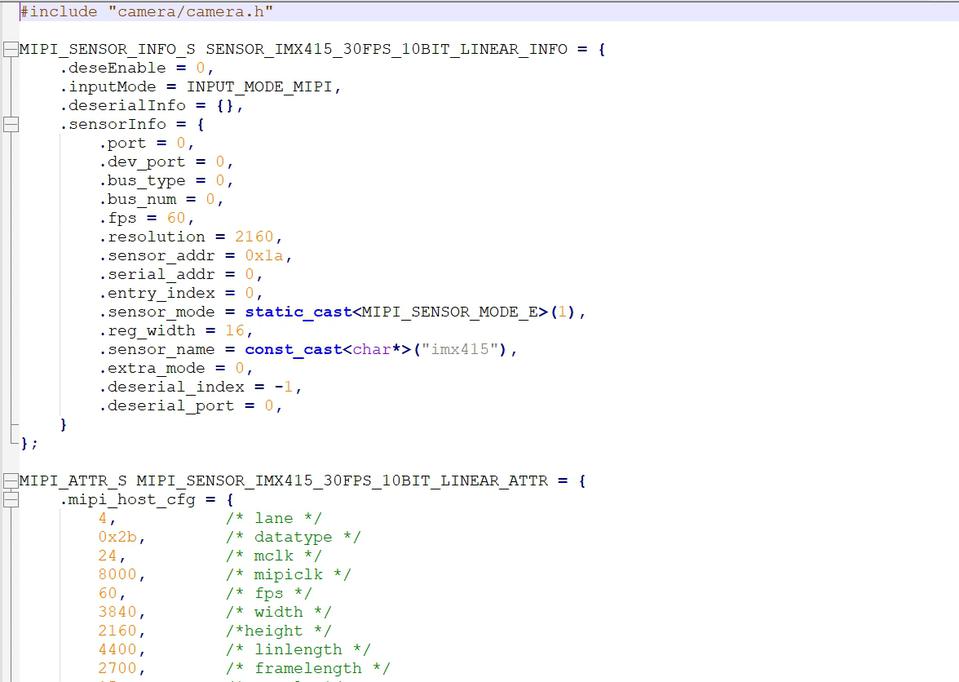 #include "camera/camera.h"
MIPI_SENSOR_INFO_S SENSOR_IMX415_30FPS_10BIT_LINEAR_INFO = {
.deseEnable = 0,
.inputMode = INPUT_MODE_MIPI,
.deserialInfo = {},
.sensorInfo = {
.port = 0,
.dev_port = 0,
.bus_type = 0,
.bus_num = 0,
.fps = 60,
.resolution = 2160,
.sensor_addr = 0x1a,
.serial_addr = 0,
.entry_index = 0,
.sensor_mode = static_cast<MIPI_SENSOR_MODE_E>(1),
.reg_width = 16,
.sensor_name = const_cast<char*>("imx415"),
.extra_mode = 0,
.deserial_index = -1,
.deserial_port = 0,
}
};
MIPI_ATTR_S MIPI_SENSOR_IMX415_30FPS_10BIT_LINEAR_ATTR = {
.mipi_host_cfg = {
4, /* lane */
0x2b, /* datatype */
24, /* mclk */
8000, /* mipiclk */
60, /* fps */
3840, /* width */
2160, /*height */
4400, /* linlength */
2700, /* framelength */